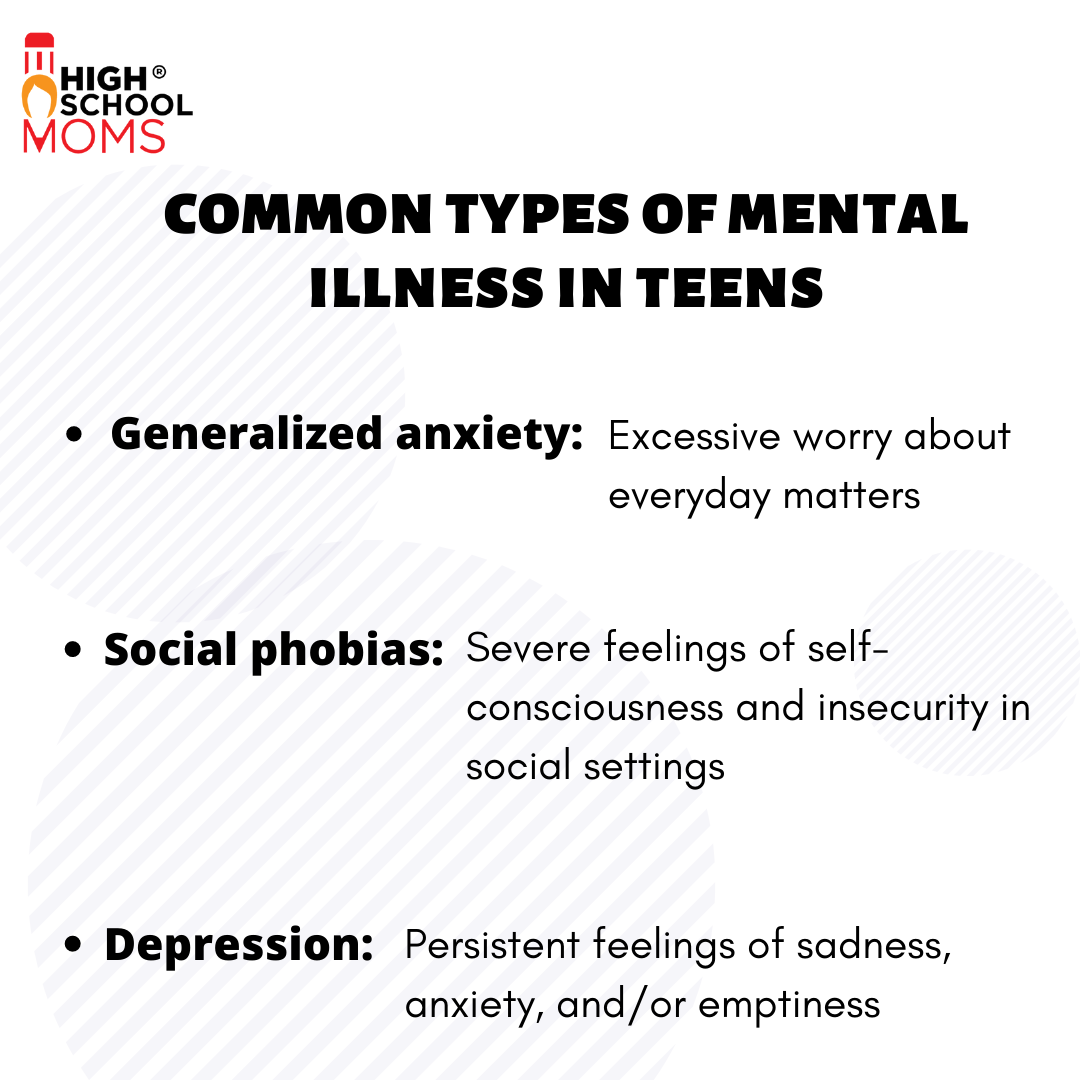 HIGH®
SCHOOL
MOMS
COMMON TYPES OF MENTAL
ILLNESS IN TEENS
• Generalized anxiety: Excessive worry about
everyday matters
• Social phobias: Severe feelings of self-
consciousness and insecurity in
social settings
• Depression: Persistent feelings of sadness,
anxiety, and/or emptiness